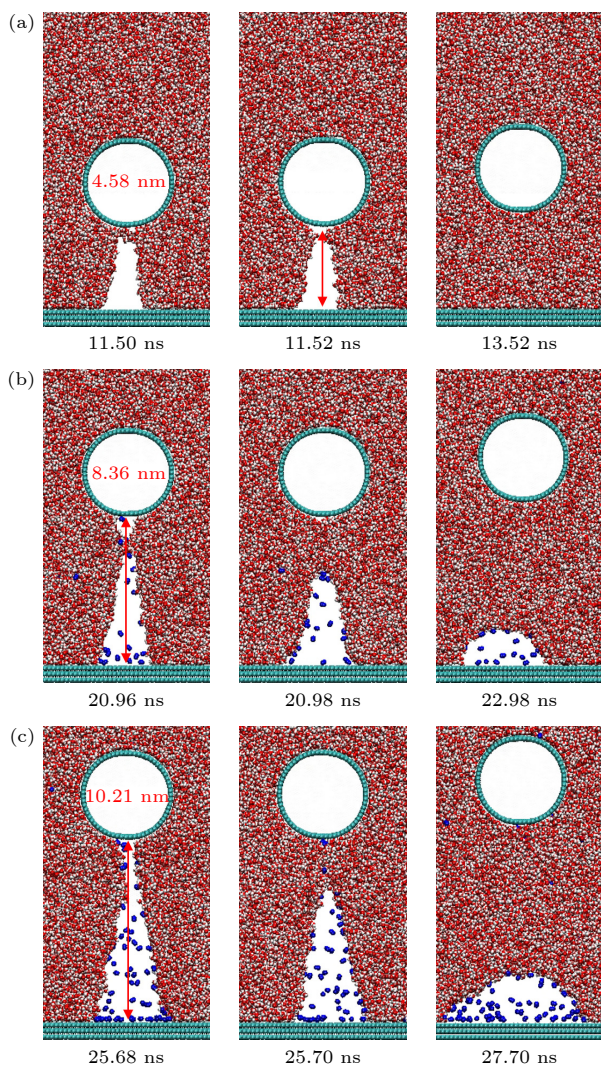 (a)
4.58 nm
11.50 ns 11.52 ns 13.52 ns
(b)
8.36 nm
20.96 ns 20.98 ns 22.98 ns
(c)
10.21 nm
25.68 ns 25.70 ns 27.70 ns